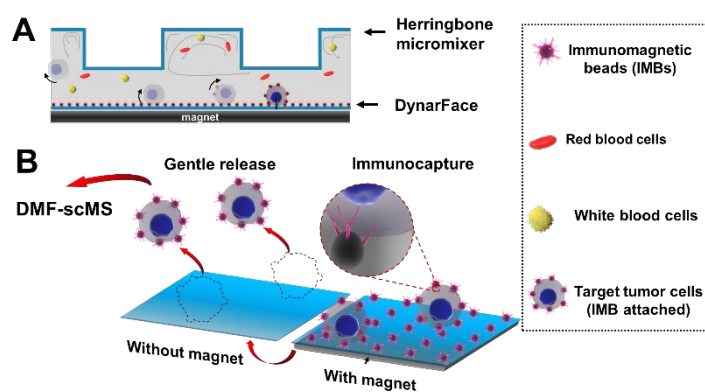 A
Herringbone
micromixer
DynarFace
magnet
Immunomagnetic
beads (IMBs)
Red blood cells
White blood cells
Target tumor cells
(IMB attached)
B
Gentle release
Immunocapture
DMF-scMS
Without magnet
With magnet